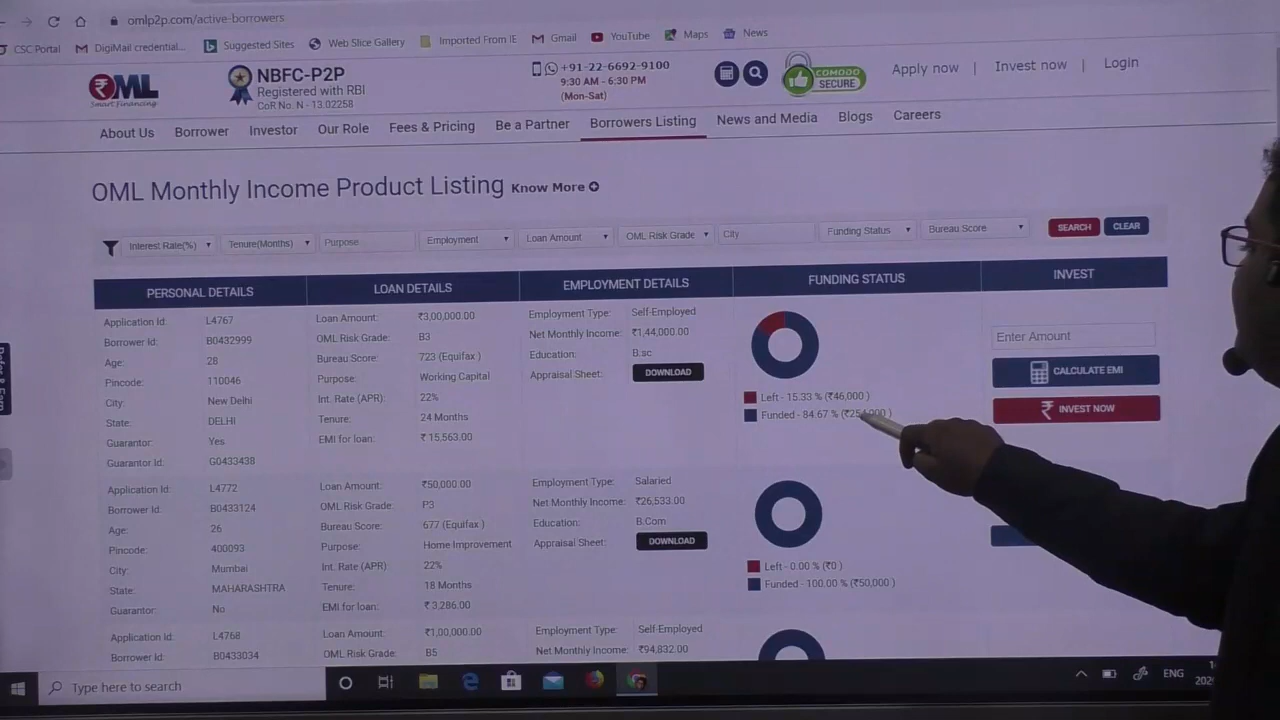 omlp2p.com/active-borrowers
CSC Portal
DigiMail credential...
Suggested Sites
Web Slice Gallery
Imported From IE
Gmail
YouTube
Maps
News
OML
Smart Financing
NBFC-P2P
Registered with RBI
CoR No. N - 13.02258
+91-22-6692-9100
9:30 AM - 6:30 PM
(Mon-Sat)
COMODO
SECURE
Apply now | Invest now | Login
About Us Borrower Investor Our Role Fees & Pricing Be a Partner Borrowers Listing News and Media Blogs Careers
OML Monthly Income Product Listing Know More
Interest Rate(%) Tenure(Months) Purpose Employment Loan Amount OML Risk Grade City Funding Status Bureau Score SEARCH CLEAR
PERSONAL DETAILS LOAN DETAILS EMPLOYMENT DETAILS FUNDING STATUS INVEST
Application Id: L4767
Borrower Id: B0432999
Age: 28
Pincode: 110046
City: New Delhi
State: DELHI
Guarantor: Yes
Guarantor Id: G0433438
Loan Amount: ₹3,00,000.00
OML Risk Grade: B3
Bureau Score: 723 (Equifax )
Purpose: Working Capital
Int. Rate (APR): 22%
Tenure: 24 Months
EMI for loan: ₹ 15,563.00
Employment Type: Self-Employed
Net Monthly Income: ₹1,44,000.00
Education: B.sc
Appraisal Sheet: DOWNLOAD
Left - 15.33 % (₹46,000 )
Funded - 84.67 % (₹254,000 )
Enter Amount
CALCULATE EMI
INVEST NOW
Application Id: L4772
Borrower Id: B0433124
Age: 26
Pincode: 400093
City: Mumbai
State: MAHARASHTRA
Guarantor: No
Loan Amount: ₹50,000.00
OML Risk Grade: P3
Bureau Score: 677 (Equifax )
Purpose: Home Improvement
Int. Rate (APR): 22%
Tenure: 18 Months
EMI for loan: ₹ 3,286.00
Employment Type: Salaried
Net Monthly Income: ₹26,533.00
Education: B.Com
Appraisal Sheet: DOWNLOAD
Left - 0.00 % (₹0 )
Funded - 100.00 % (₹50,000 )
Application Id: L4768
Borrower Id: B0433034
Loan Amount: ₹1,00,000.00
OML Risk Grade: B5
Employment Type: Self-Employed
Net Monthly Income: ₹94,832.00
Type here to search
ENG